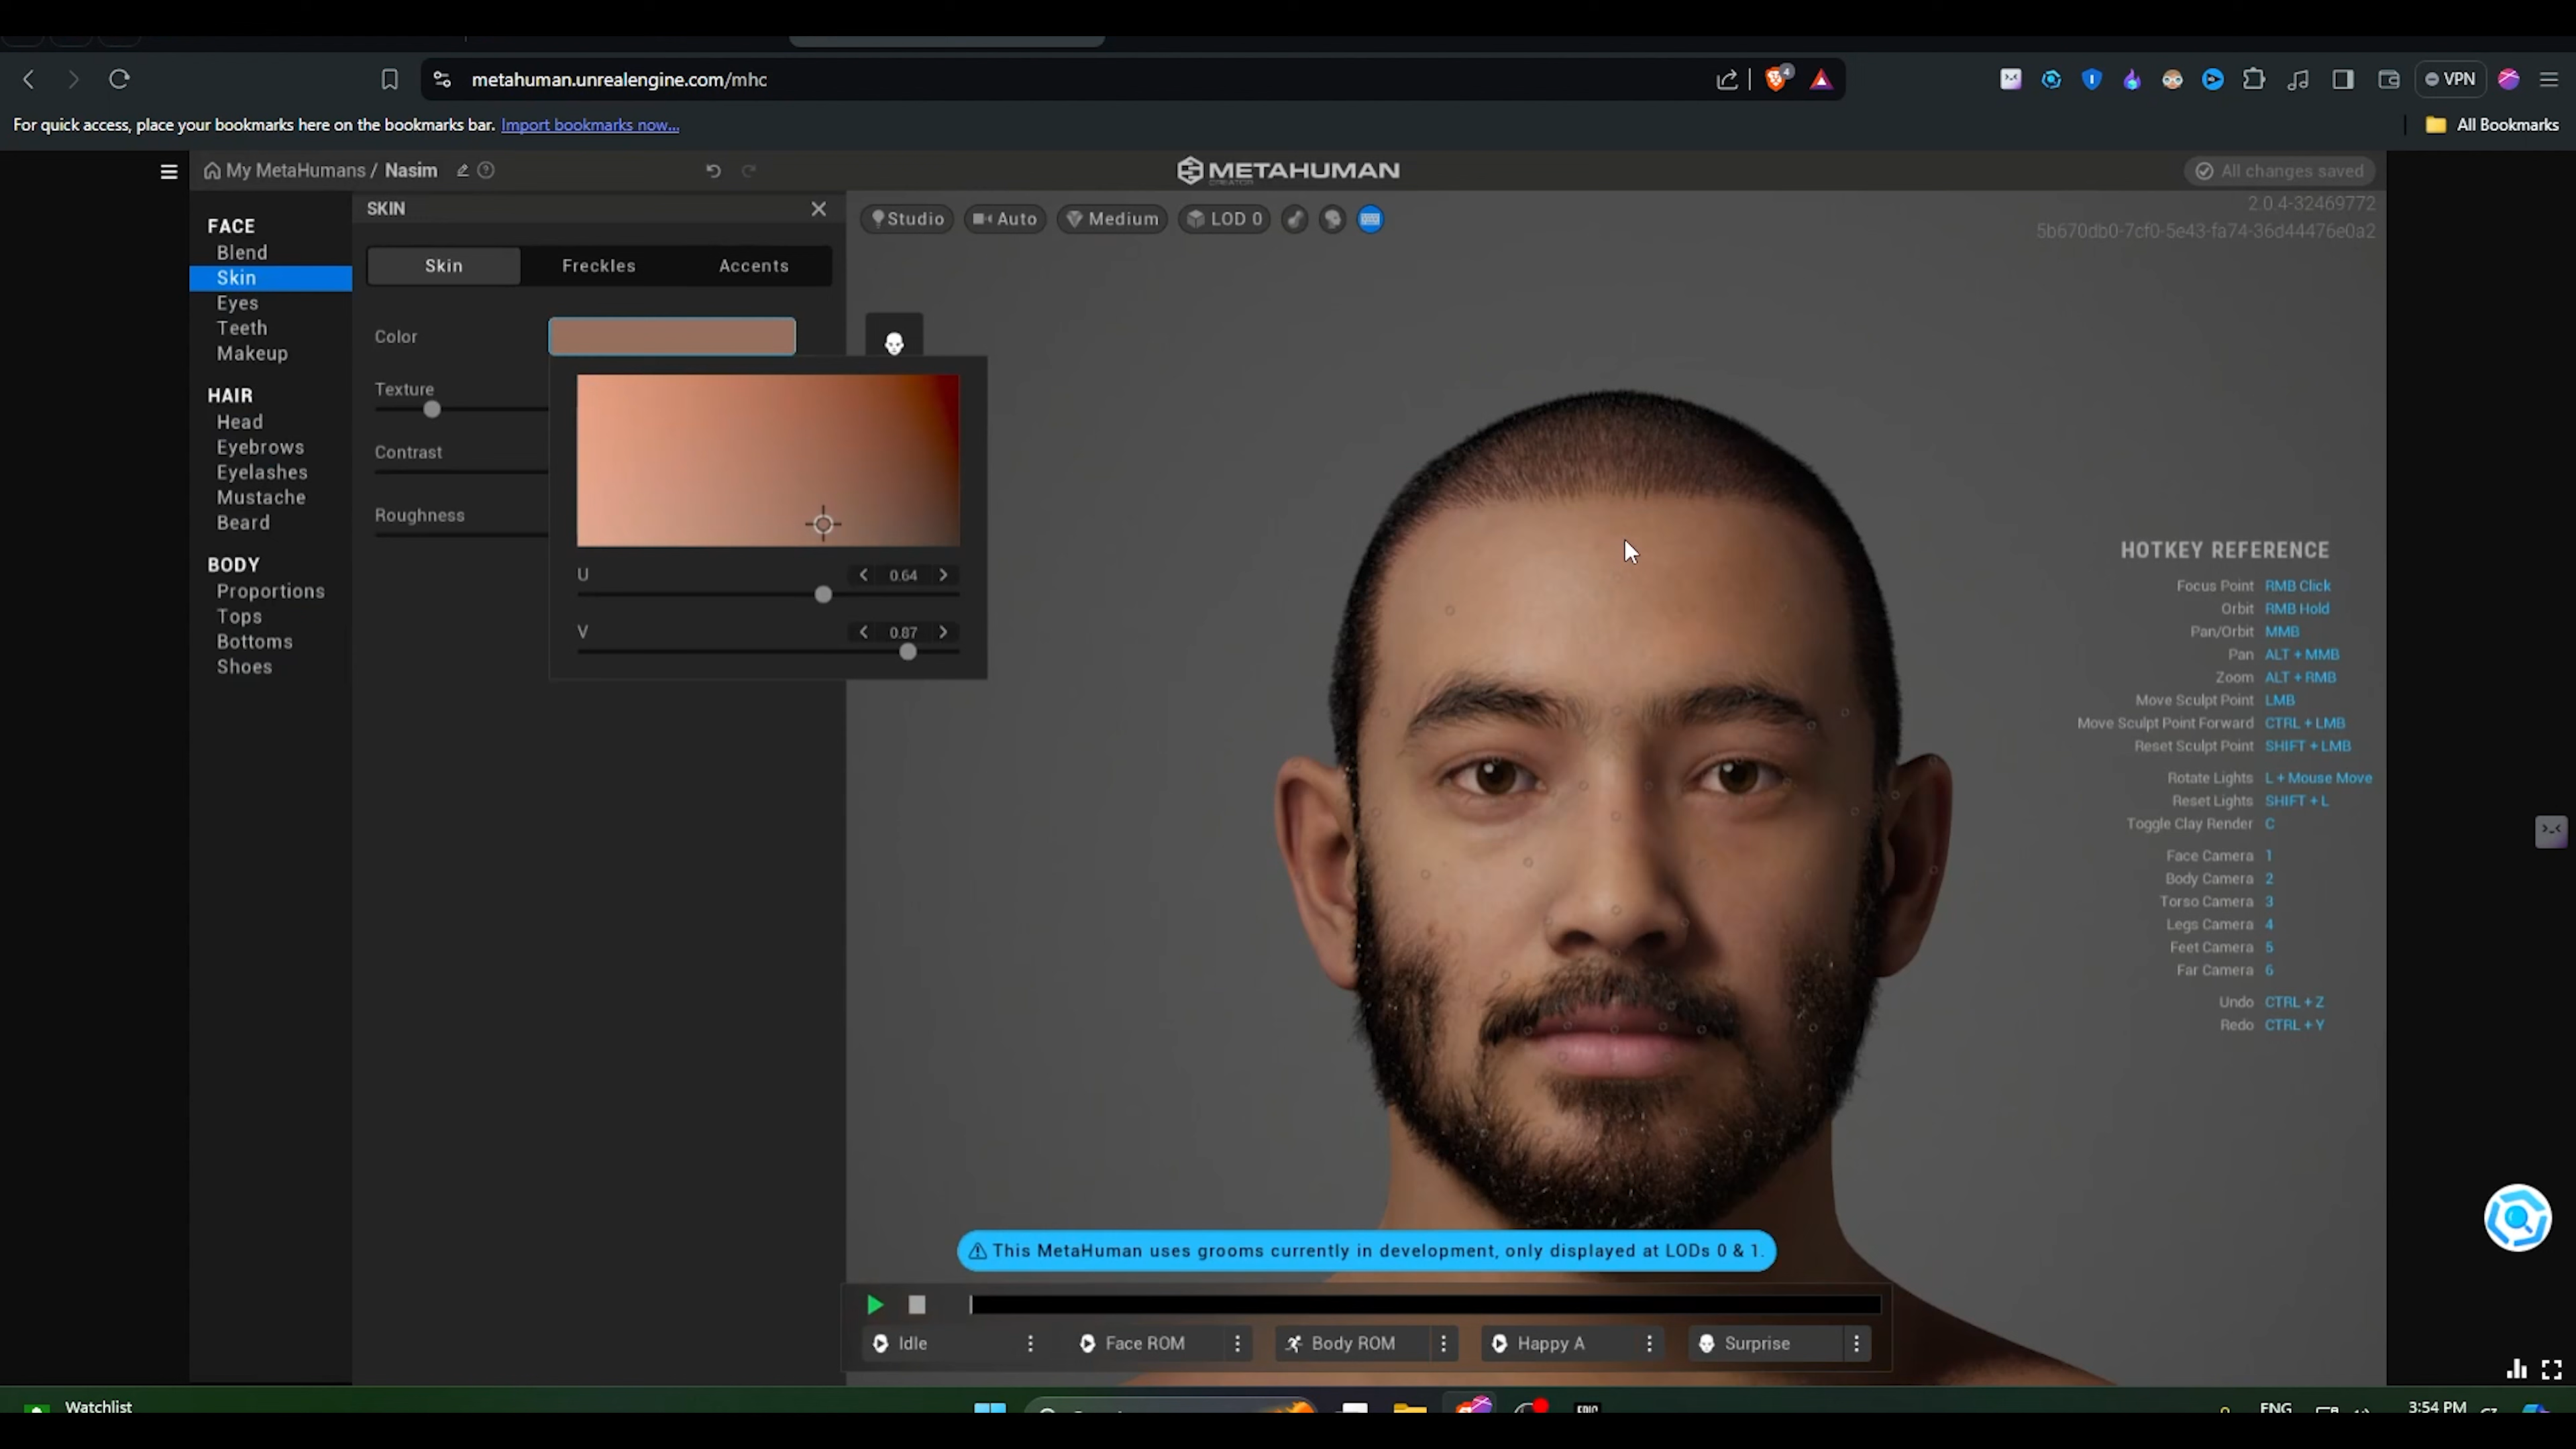 metahuman.unrealengine.com/mhc
4
VPN
For quick access, place your bookmarks here on the bookmarks bar. Import bookmarks now...
All Bookmarks
My MetaHumans / Nasim
METAHUMAN
CREATOR
All changes saved
2.0.4-32469772
5b670db0-7cf0-5e43-fa74-36d44476e0a2
FACE
Blend
Skin
Eyes
Teeth
Makeup
HAIR
Head
Eyebrows
Eyelashes
Mustache
Beard
BODY
Proportions
Tops
Bottoms
Shoes
SKIN
Skin
Freckles
Accents
Color
Texture
Contrast
Roughness
U
0.64
V
0.87
Studio
Auto
Medium
LOD 0
HOTKEY REFERENCE
Focus Point RMB Click
Orbit RMB Hold
Pan/Orbit MMB
Pan ALT + MMB
Zoom ALT + RMB
Move Sculpt Point LMB
Move Sculpt Point Forward CTRL + LMB
Reset Sculpt Point SHIFT + LMB
Rotate Lights L + Mouse Move
Reset Lights SHIFT + L
Toggle Clay Render C
Face Camera 1
Body Camera 2
Torso Camera 3
Legs Camera 4
Feet Camera 5
Far Camera 6
Undo CTRL + Z
Redo CTRL + Y
This MetaHuman uses grooms currently in development, only displayed at LODs 0 & 1.
Idle
Face ROM
Body ROM
Happy A
Surprise
Watchlist
ENG
3:54 PM